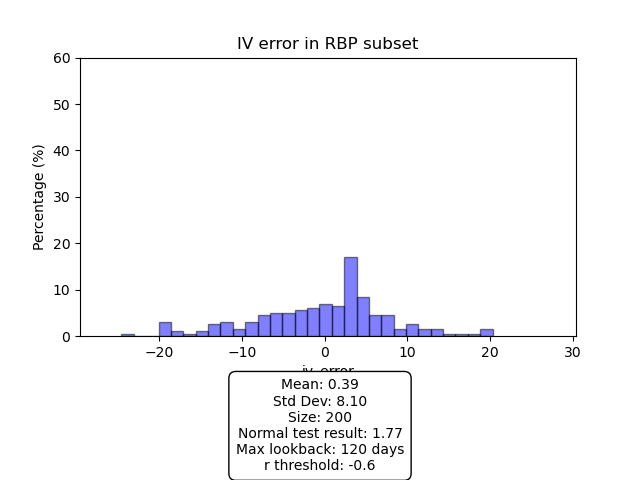 IV error in RBP subset
Percentage (%)
60
50
40
30
20
10
0
−20
−10
0
10
20
30
iv_error
Mean: 0.39
Std Dev: 8.10
Size: 200
Normal test result: 1.77
Max lookback: 120 days
r threshold: -0.6